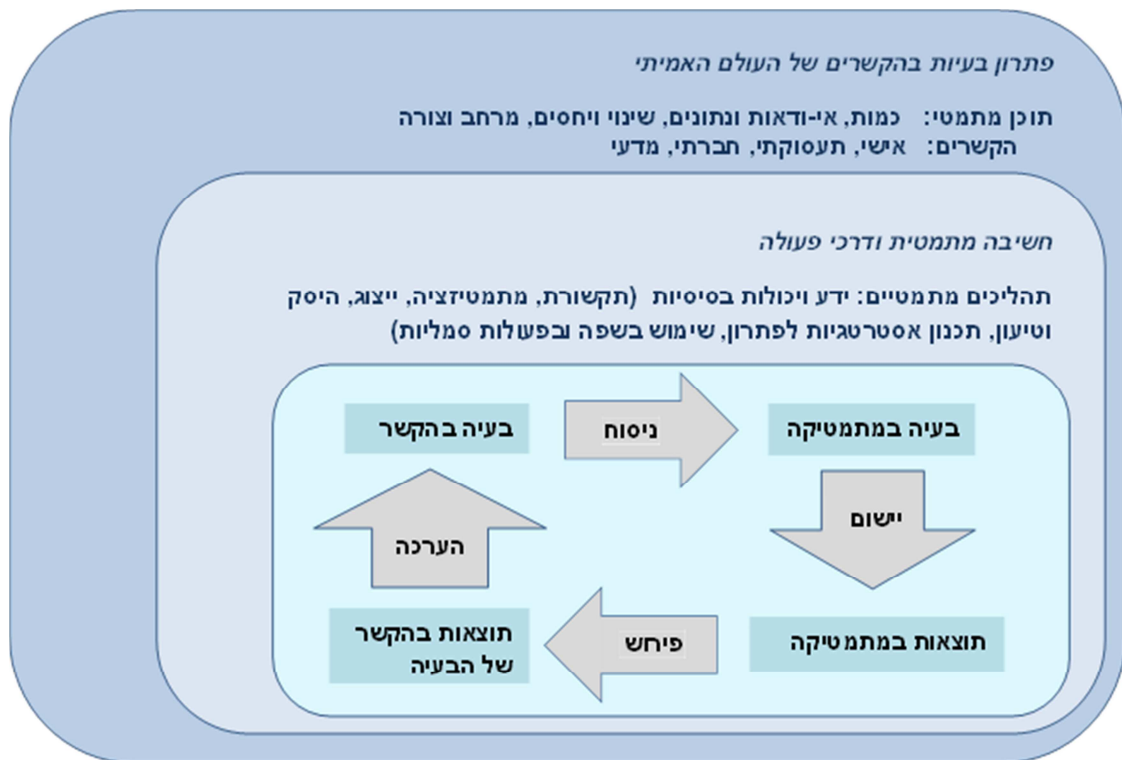 פתרון בעיות בהקשרים של העולם האמיתי
תוכן מתמטי: כמות, אי-ודאות ונתונים, שינוי ויחסים, מרחב וצורה
הקשרים: אישי, תעסוקתי, חברתי, מדעי
חשיבה מתמטית ודרכי פעולה
תהליכים מתמטיים: ידע ויכולות בסיסיות (תקשורת, מתמטיזציה, ייצוג, היסק
וטיעון, תכנון אסטרטגיות לפתרון, שימוש בשפה ובפעולות סמליות)
בעיה במתמטיקה
ניסוח
בעיה בהקשר
יישום
הערכה
תוצאות במתמטיקה
פירוש
תוצאות בהקשר
של הבעיה